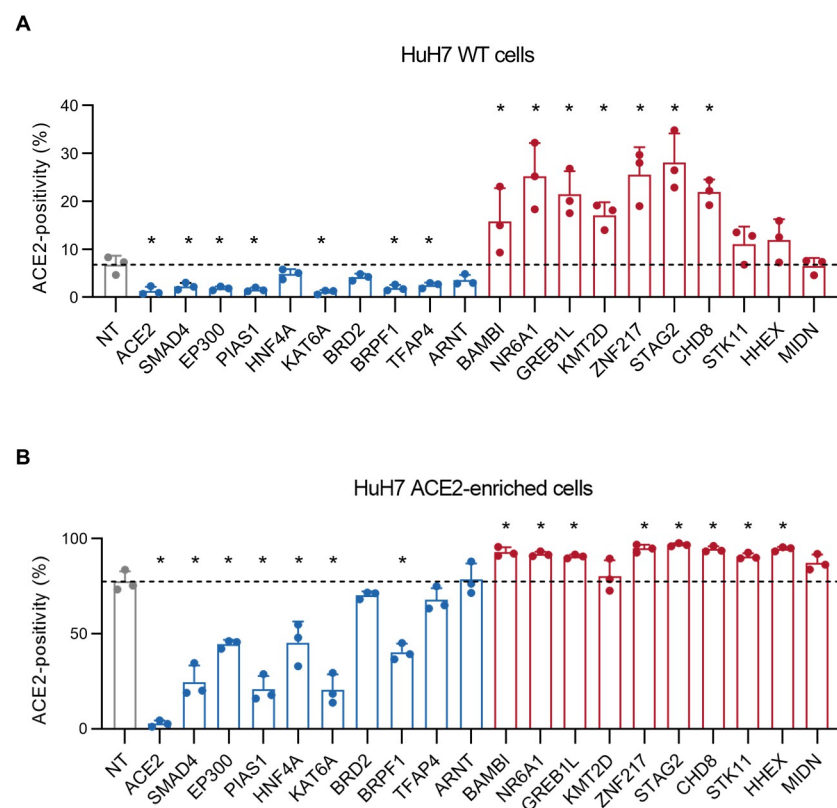 A
HuH7 WT cells
ACE2-positivity (%)
40
30
20
10
0
* * * * * * * * * * * * * *
NT ACE2 SMAD4 EP300 PIAS1 HNF4A KAT6A BRD2 BRPF1 TFAP4 ARNT BAMBI NR6A1 GREB1L KMT2D ZNF217 STAG2 CHD8 STK11 HHEX MIDN
B
HuH7 ACE2-enriched cells
ACE2-positivity (%)
100
50
0
* * * * * * * * * * * * * * *
NT ACE2 SMAD4 EP300 PIAS1 HNF4A KAT6A BRD2 BRPF1 TFAP4 ARNT BAMBI NR6A1 GREB1L KMT2D ZNF217 STAG2 CHD8 STK11 HHEX MIDN